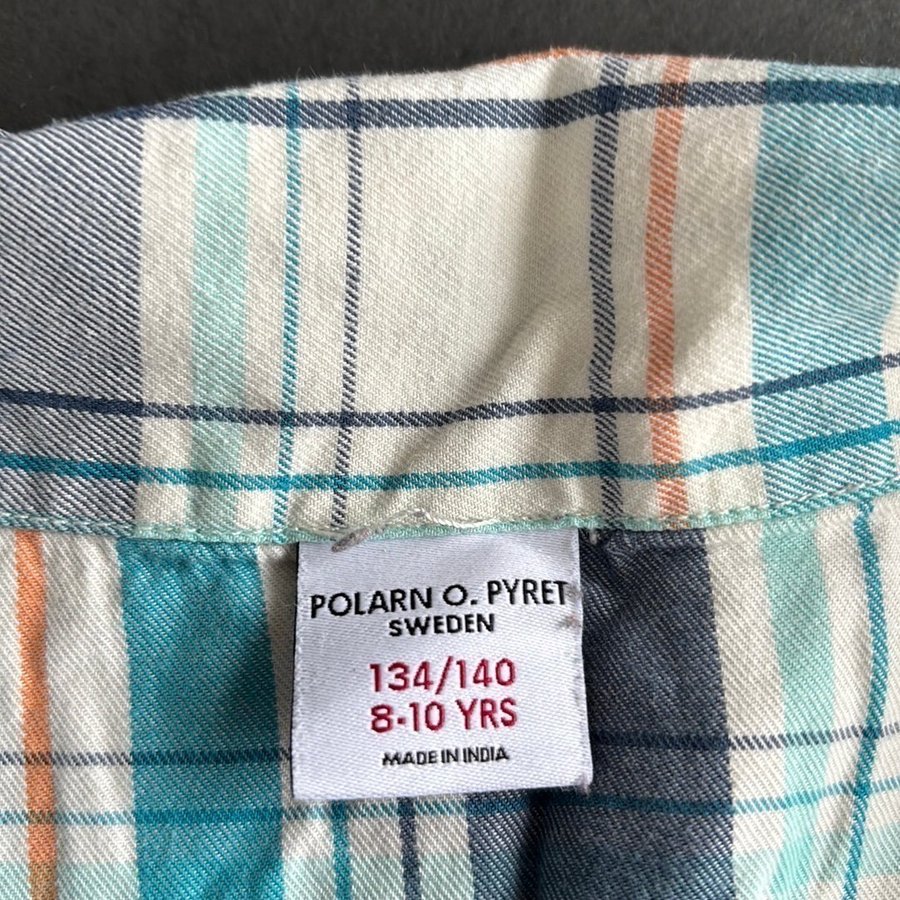 POLARN O. PYRET
SWEDEN
134/140
8-10 YRS
MADE IN INDIA